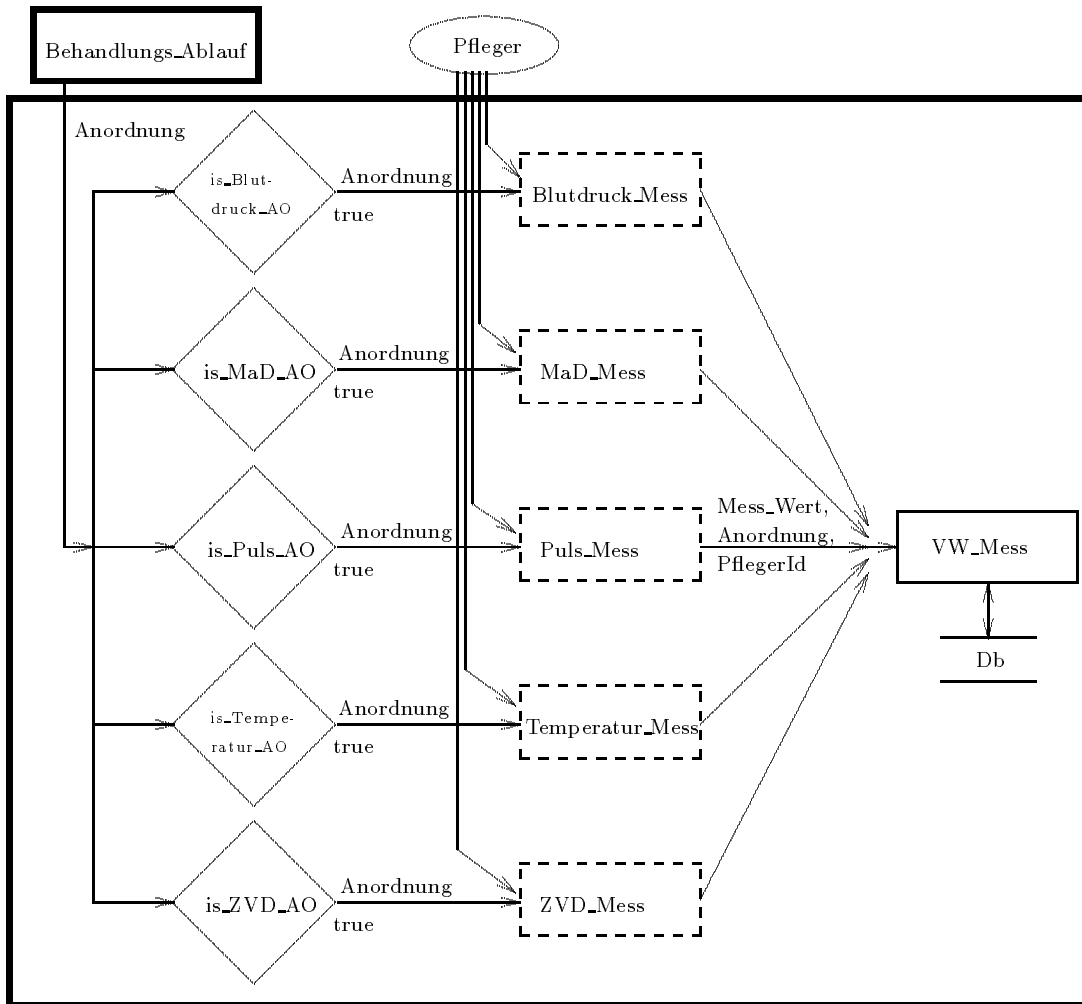 Behandlungs_Ablauf
Pfleger
Anordnung
is_Blut-
druck_AO
Anordnung
true
Blutdruck_Mess
is_MaD_AO
Anordnung
true
MaD_Mess
is_Puls_AO
Anordnung
true
Puls_Mess
Mess_Wert,
Anordnung,
PflegerId
VW_Mess
Db
is_Tempe-
ratur_AO
Anordnung
true
Temperatur_Mess
is_ZVD_AO
Anordnung
true
ZVD_Mess